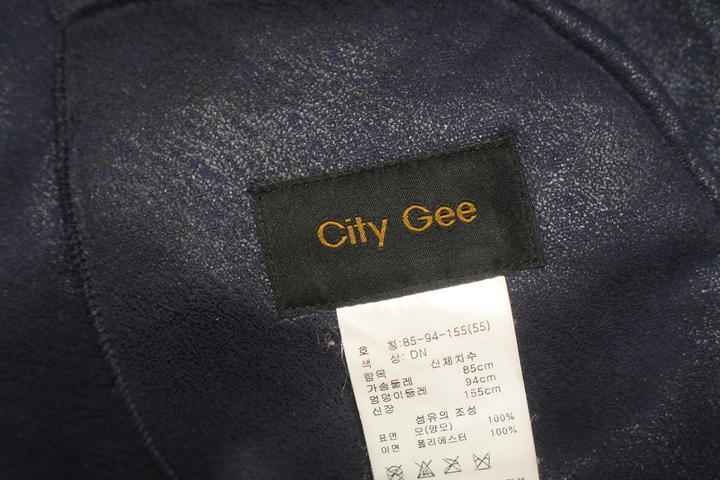 City Gee
호 칭:85-94-155(55)
색 상: DN
항목 신체치수
가슴둘레 85cm
엉덩이둘레 94cm
신장 155cm
섬유의 조성
표면 모(양모) 100%
이면 폴리에스터 100%